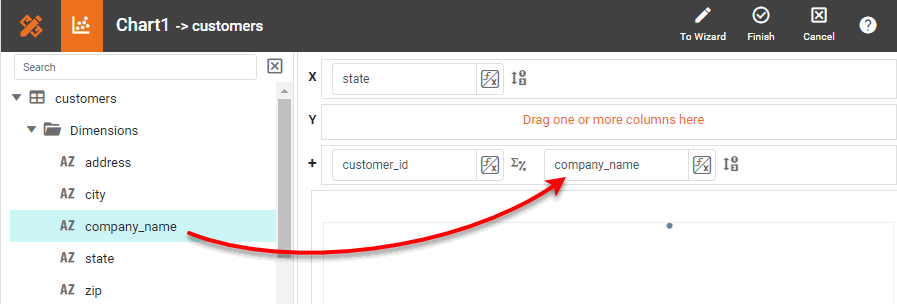 Chart1 -> customers
To Wizard
Finish
Cancel
?
Search
customers
Dimensions
AZ address
AZ city
AZ company_name
AZ state
AZ zip
X state
Y Drag one or more columns here
+ customer_id Σ% company_name